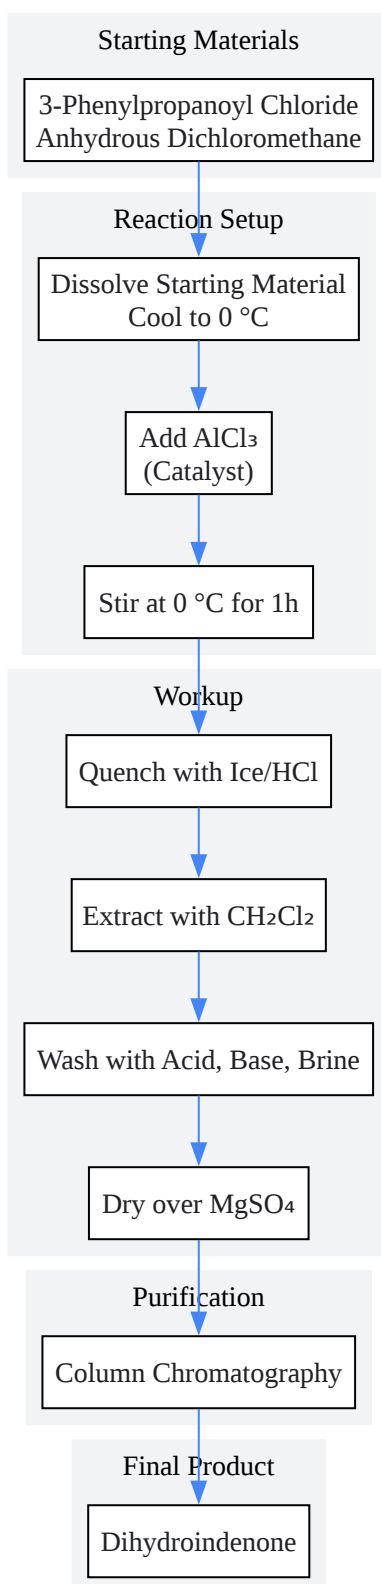 Starting Materials
3-Phenylpropanoyl Chloride
Anhydrous Dichloromethane
Reaction Setup
Dissolve Starting Material
Cool to 0 °C
Add AlCl₃
(Catalyst)
Stir at 0 °C for 1h
Workup
Quench with Ice/HCl
Extract with CH₂Cl₂
Wash with Acid, Base, Brine
Dry over MgSO₄
Purification
Column Chromatography
Final Product
Dihydroindenone